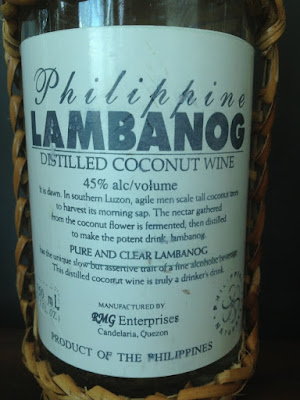 Philippine
LAMBANOG
DISTILLED COCONUT WINE
45% alc/volume
It is dawn. In southern Luzon, agile men scale tall coconut trees
to harvest its morning sap. The nectar gathered
from the coconut flower is fermented, then distilled
to make the potent drink, lambanog.
PURE AND CLEAR LAMBANOG
has the unique slow but assertive trait of a fine alcoholic beverage
This distilled coconut wine is truly a drinker's drink.
mL
MANUFACTURED BY
RMG Enterprises
Candelaria, Quezon
PRODUCT OF THE PHILIPPINES